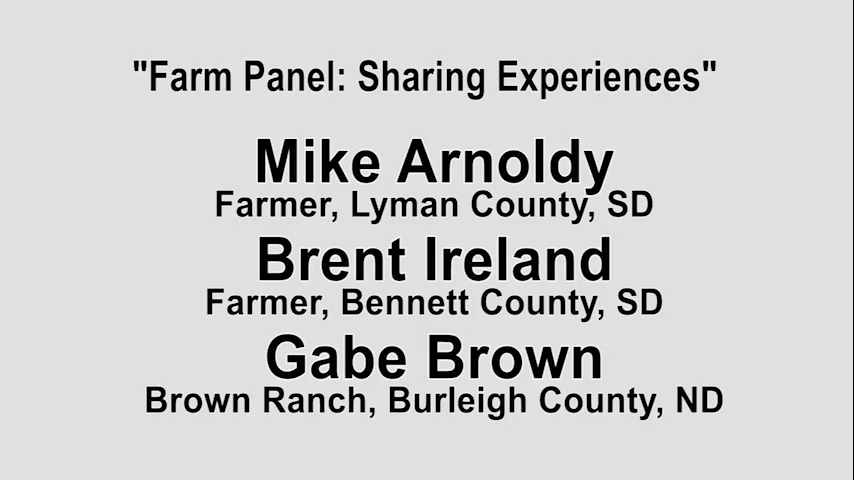 "Farm Panel: Sharing Experiences"
Mike Arnoldy
Farmer, Lyman County, SD
Brent Ireland
Farmer, Bennett County, SD
Gabe Brown
Brown Ranch, Burleigh County, ND